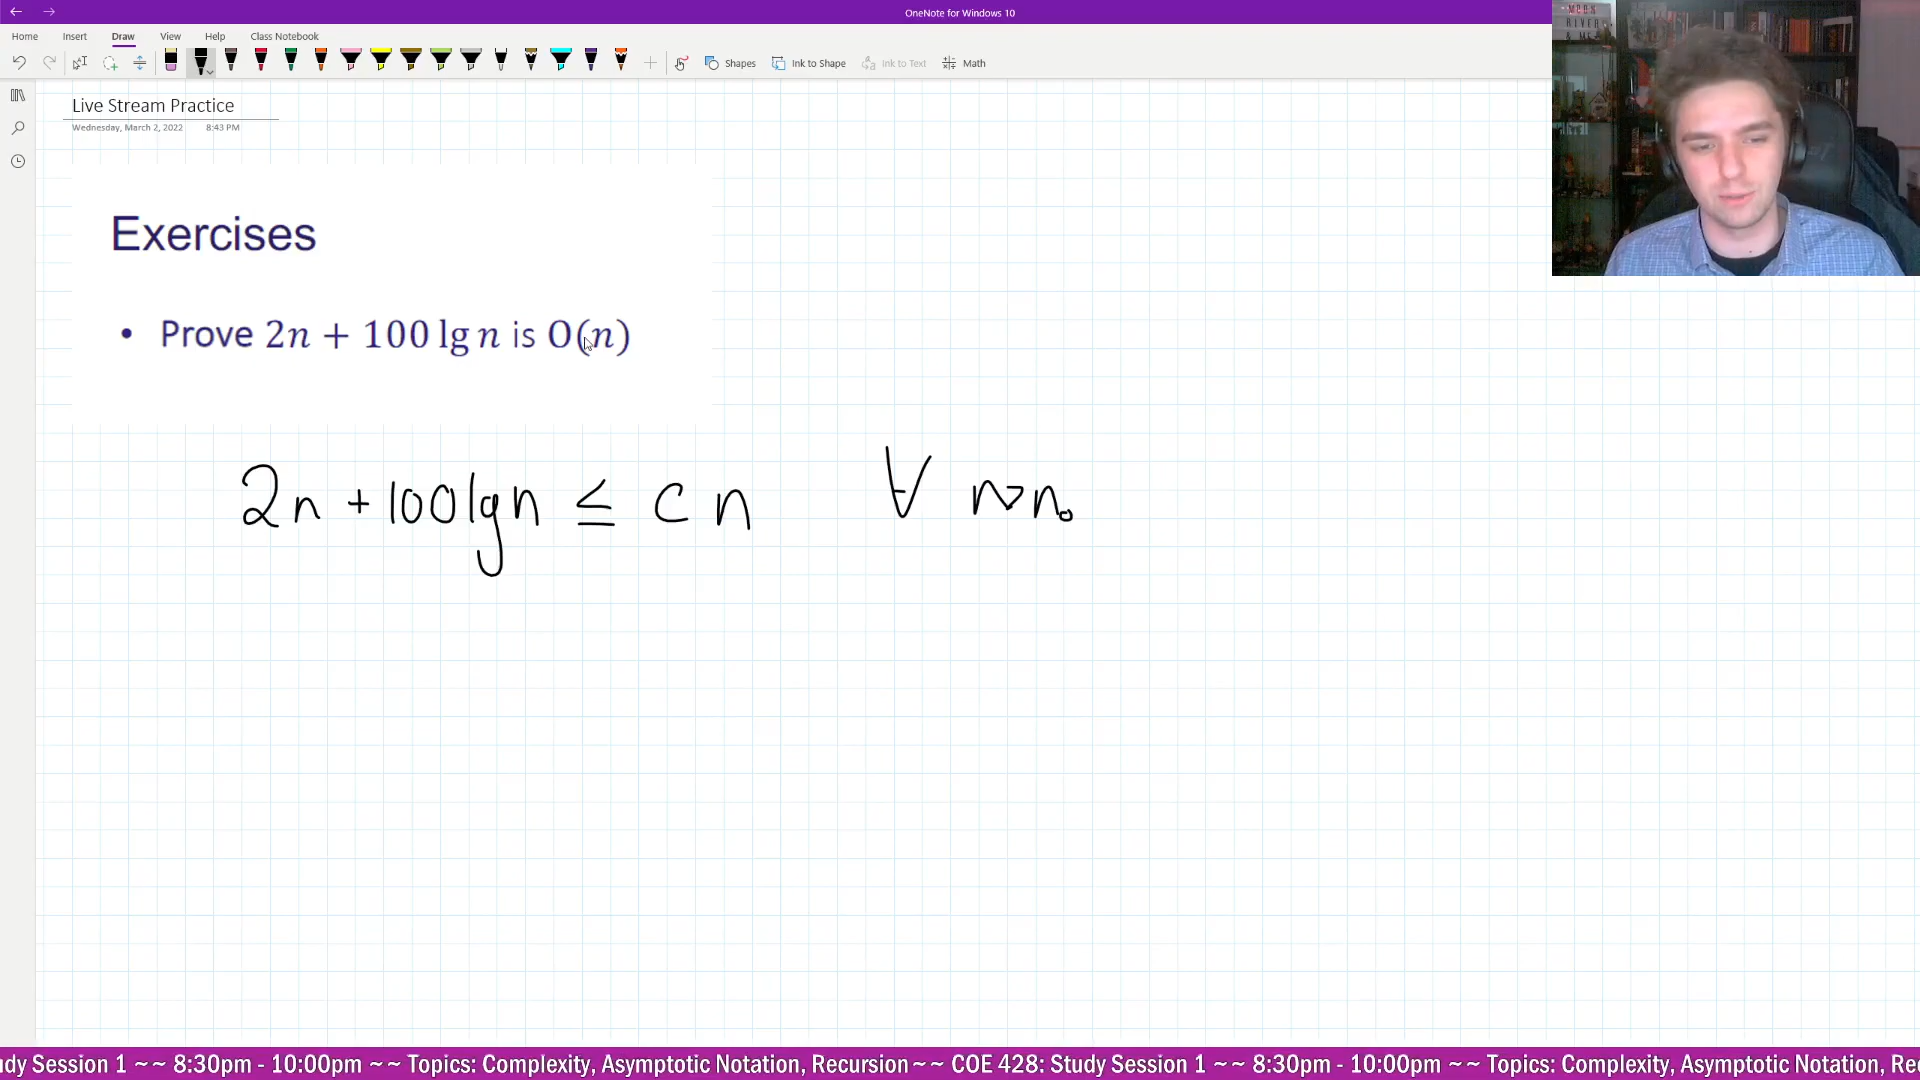 OneNote for Windows 10
Home Insert Draw View Help Class Notebook
Shapes Ink to Shape Ink to Text Math
Live Stream Practice
Wednesday, March 2, 2022 8:43 PM
Exercises
• Prove 2n + 100 lg n is O(n)
2n + 100lgn ≤ c n ∀ n>n₀
dy Session 1 ~~ 8:30pm - 10:00pm ~~ Topics: Complexity, Asymptotic Notation, Recursion ~~ COE 428: Study Session 1 ~~ 8:30pm - 10:00pm ~~ Topics: Complexity, Asymptotic Notation, Re